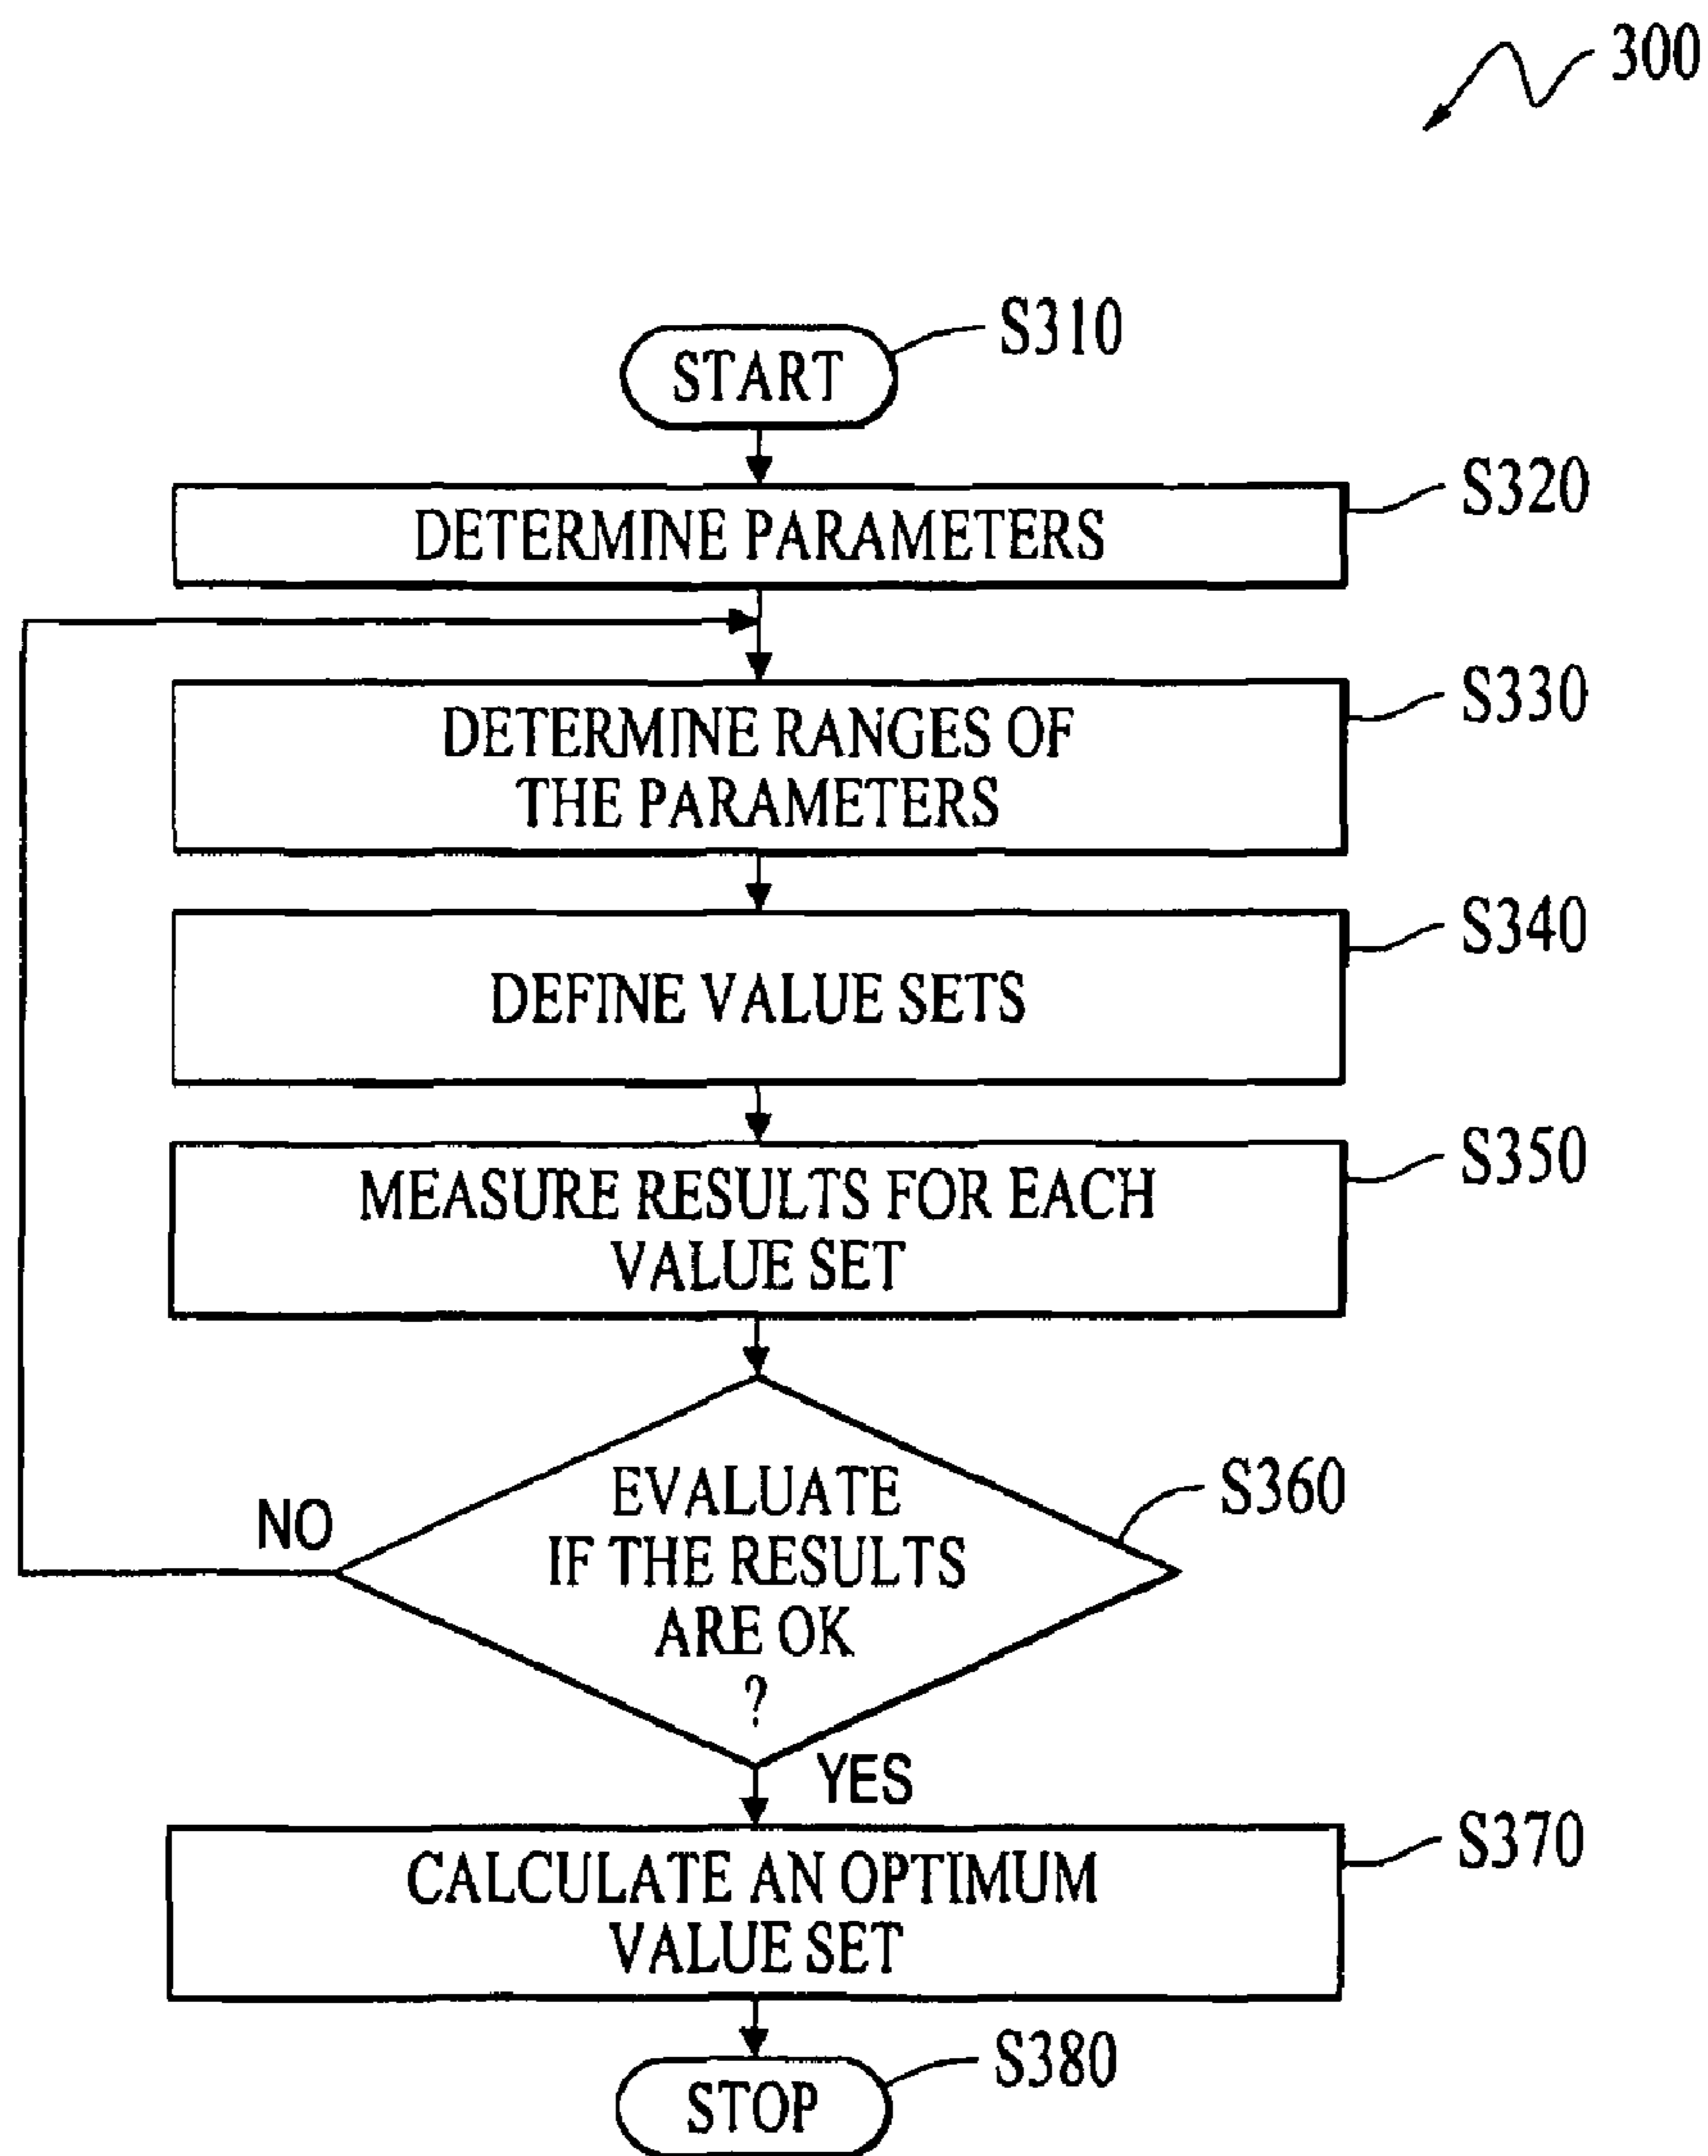 300
START
S310
DETERMINE PARAMETERS
S320
DETERMINE RANGES OF
THE PARAMETERS
S330
DEFINE VALUE SETS
S340
MEASURE RESULTS FOR EACH
VALUE SET
S350
EVALUATE
IF THE RESULTS
ARE OK
?
S360
NO
YES
CALCULATE AN OPTIMUM
VALUE SET
S370
STOP
S380